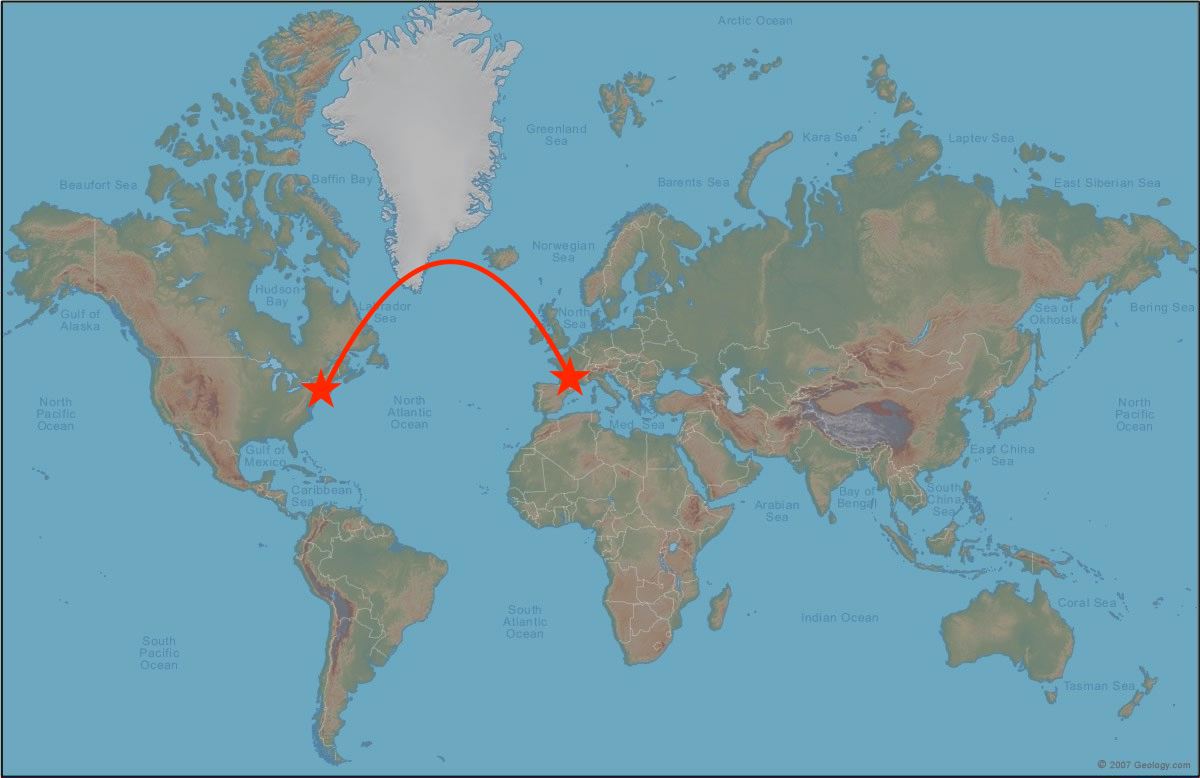 Arctic Ocean
Greenland
Sea
Kara Sea
Laptev Sea
Baffin Bay
Barents Sea
Beaufort Sea
East Siberian Sea
Norwegian
Sea
Hudson
Bay
Labrador
Sea
North
Sea
Gulf of
Alaska
Sea of
Okhotsk
Bering Sea
North
Pacific
Ocean
North
Atlantic
Ocean
Med. Sea
North
Pacific
Ocean
Gulf of
Mexico
East China
Sea
Caribbean
Sea
Arabian
Sea
Bay of
Bengal
South
China
Sea
South
Atlantic
Ocean
Indian Ocean
Coral Sea
South
Pacific
Ocean
Tasman Sea
© 2007 Geology.com